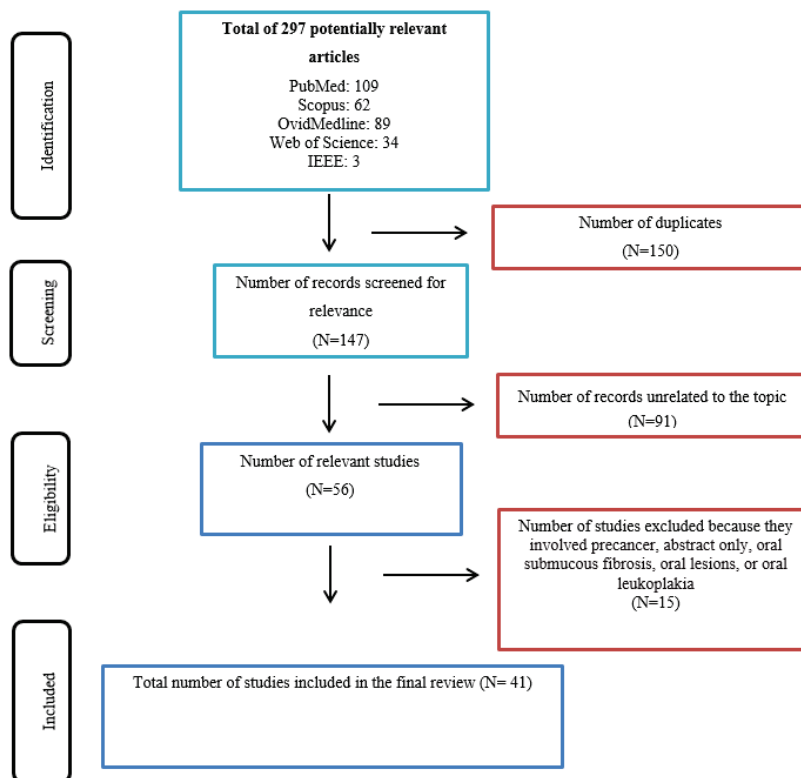 Identification
Total of 297 potentially relevant
articles
PubMed: 109
Scopus: 62
OvidMedline: 89
Web of Science: 34
IEEE: 3
Number of duplicates
(N=150)
Screening
Number of records screened for
relevance
(N=147)
Number of records unrelated to the topic
(N=91)
Eligibility
Number of relevant studies
(N=56)
Number of studies excluded because they
involved precancer, abstract only, oral
submucous fibrosis, oral lesions, or oral
leukoplakia
(N=15)
Included
Total number of studies included in the final review (N= 41)